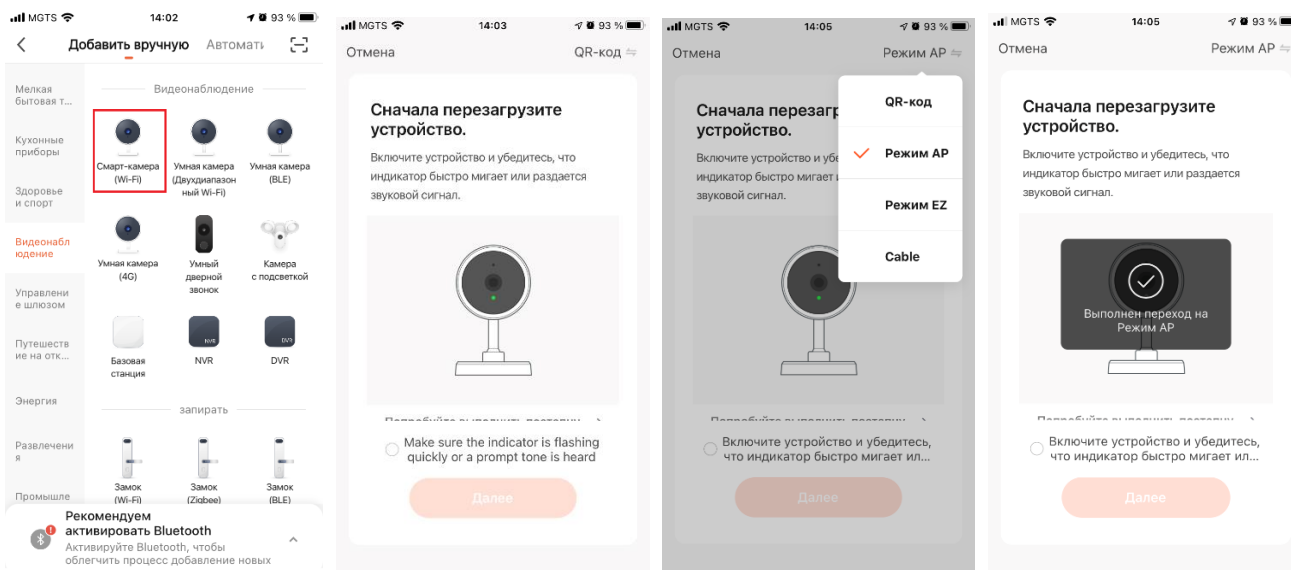 MGTS 14:02 93 %
Добавить вручную Автомати
Мелкая
бытовая т...
Кухонные
приборы
Здоровье
и спорт
Видеонабл
юдение
Управлени
е шлюзом
Путешеств
ие на отк...
Энергия
Развлечени
я
Промышле
Видеонаблюдение
Смарт-камера
(Wi-Fi)
Умная камера
(Двухдиапазон
ный Wi-Fi)
Умная камера
(BLE)
Умная камера
(4G)
Умный
дверной
звонок
Камера
с подсветкой
Базовая
станция
NVR
NVR
DVR
DVR
запирать
Замок
(Wi-Fi)
Замок
(Zigbee)
Замок
(BLE)
Рекомендуем
активировать Bluetooth
Активируйте Bluetooth, чтобы
облегчить процесс добавление новых
MGTS 14:03 93 %
Отмена QR-код
Сначала перезагрузите
устройство.
Включите устройство и убедитесь, что
индикатор быстро мигает или раздается
звуковой сигнал.
Make sure the indicator is flashing
quickly or a prompt tone is heard
Далее
MGTS 14:05 93 %
Отмена Режим AP
QR-код
Режим AP
Режим EZ
Cable
Сначала перезагр
устройство.
Включите устройство и убе
индикатор быстро мигает и
звуковой сигнал.
Включите устройство и убедитесь,
что индикатор быстро мигает ил...
Далее
MGTS 14:05 93 %
Отмена Режим AP
Сначала перезагрузите
устройство.
Включите устройство и убедитесь, что
индикатор быстро мигает или раздается
звуковой сигнал.
Выполнен переход на
Режим AP
Включите устройство и убедитесь,
что индикатор быстро мигает ил...
Далее